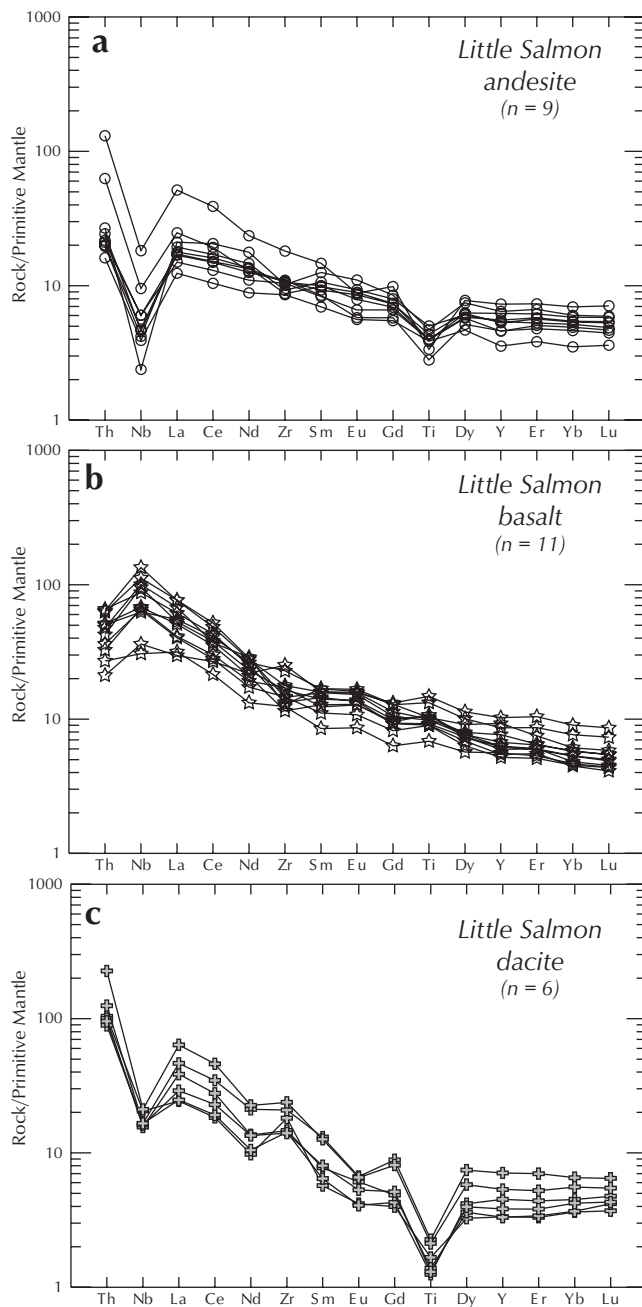 a
Little Salmon
andesite
(n = 9)
Rock/Primitive Mantle
1000
100
10
1
Th Nb La Ce Nd Zr Sm Eu Gd Ti Dy Y Er Yb Lu
b
Little Salmon
basalt
(n = 11)
Rock/Primitive Mantle
1000
100
10
1
Th Nb La Ce Nd Zr Sm Eu Gd Ti Dy Y Er Yb Lu
c
Little Salmon
dacite
(n = 6)
Rock/Primitive Mantle
1000
100
10
1
Th Nb La Ce Nd Zr Sm Eu Gd Ti Dy Y Er Yb Lu